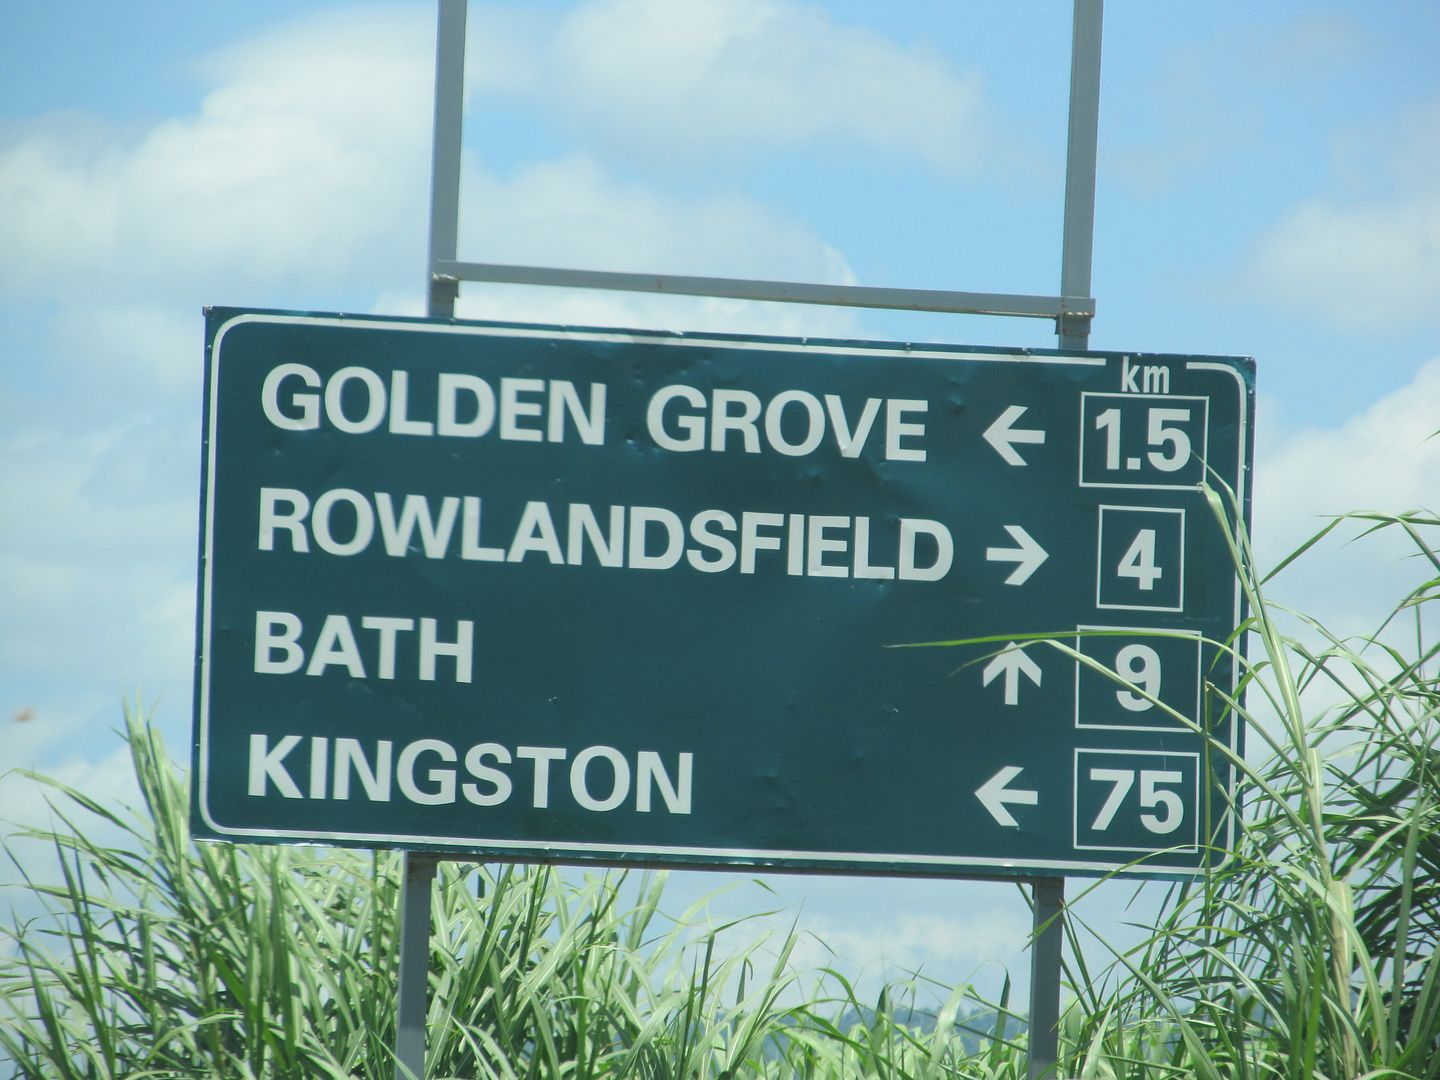 km
GOLDEN GROVE ← 1.5
ROWLANDSFIELD → 4
BATH ↑ 9
KINGSTON ← 75